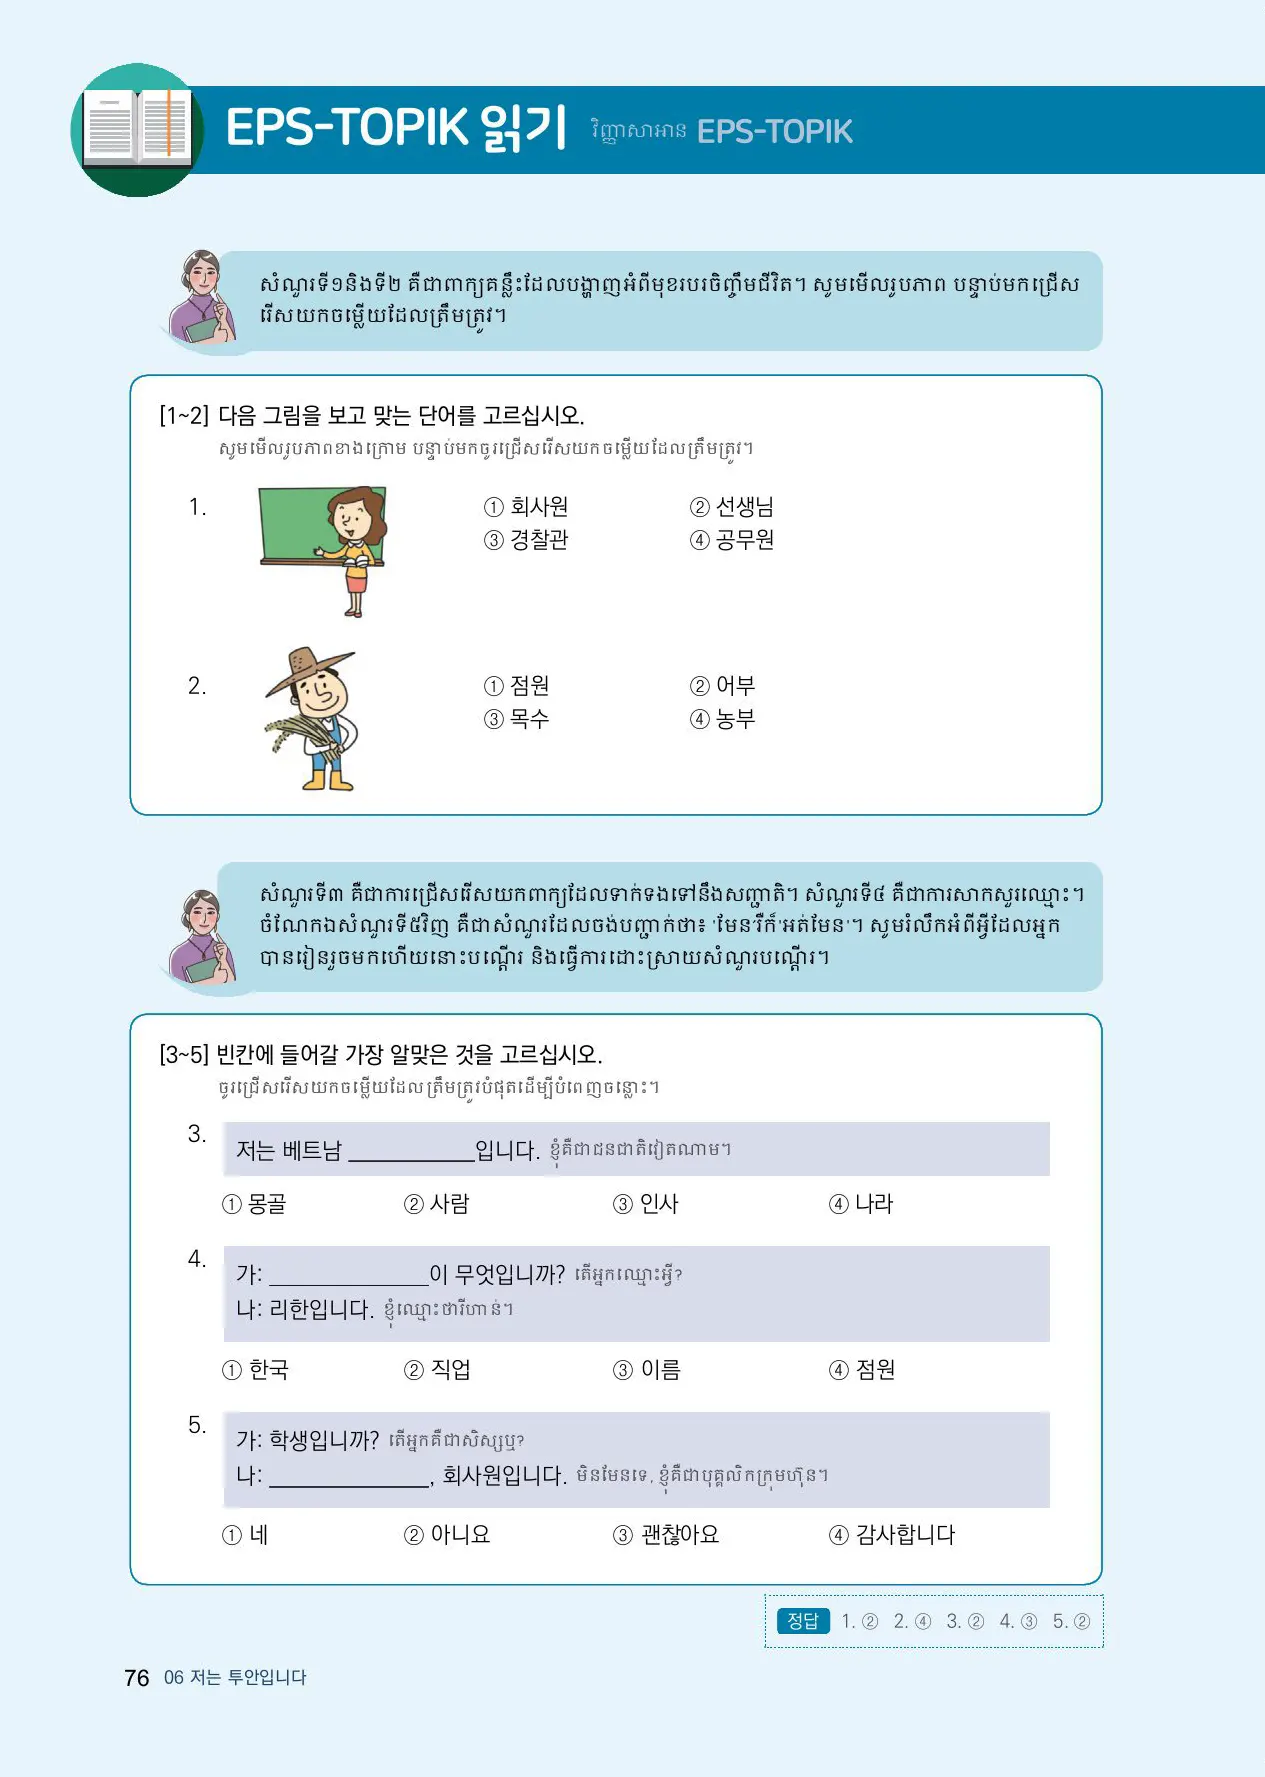 EPS-TOPIK 읽기 វិញ្ញាសាអាន EPS-TOPIK
សំណួរទី១និងទី២ គឺជាពាក្យគន្លឹះដែលបង្ហាញអំពីមុខរបរចិញ្ចឹមជីវិត។ សូមមើលរូបភាព បន្ទាប់មកជ្រើស
រើសយកចម្លើយដែលត្រឹមត្រូវ។
[1~2] 다음 그림을 보고 맞는 단어를 고르십시오.
សូមមើលរូបភាពខាងក្រោម បន្ទាប់មកចូរជ្រើសរើសយកចម្លើយដែលត្រឹមត្រូវ។
1. ① 회사원 ② 선생님
③ 경찰관 ④ 공무원
2. ① 점원 ② 어부
③ 목수 ④ 농부
សំណួរទី៣ គឺជាការជ្រើសរើសយកពាក្យដែលទាក់ទងទៅនឹងសញ្ជាតិ។ សំណួរទី៤ គឺជាការសាកសួរឈ្មោះ។
ចំណែកឯសំណួរទី៥វិញ គឺជាសំណួរដែលចង់បញ្ជាក់ថា៖ 'មែន'រឺក៏'អត់មែន'។ សូមរំលឹកអំពីអ្វីដែលអ្នក
បានរៀនរួចមកហើយនោះបណ្តើរ និងធ្វើការដោះស្រាយសំណួរបណ្តើរ។
[3~5] 빈칸에 들어갈 가장 알맞은 것을 고르십시오.
ចូរជ្រើសរើសយកចម្លើយដែលត្រឹមត្រូវបំផុតដើម្បីបំពេញចន្លោះ។
3. 저는 베트남 __________입니다. ខ្ញុំគឺជាជនជាតិវៀតណាម។
① 몽골 ② 사람 ③ 인사 ④ 나라
4. 가: _____________이 무엇입니까? តើអ្នកឈ្មោះអ្វី?
나: 리한입니다. ខ្ញុំឈ្មោះថារីហាន់។
① 한국 ② 직업 ③ 이름 ④ 점원
5. 가: 학생입니까? តើអ្នកគឺជាសិស្សឬ?
나: _____________, 회사원입니다. មិនមែនទេ, ខ្ញុំគឺជាបុគ្គលិកក្រុមហ៊ុន។
① 네 ② 아니요 ③ 괜찮아요 ④ 감사합니다
정답 1. ② 2. ④ 3. ② 4. ③ 5. ②
76 06 저는 투안입니다